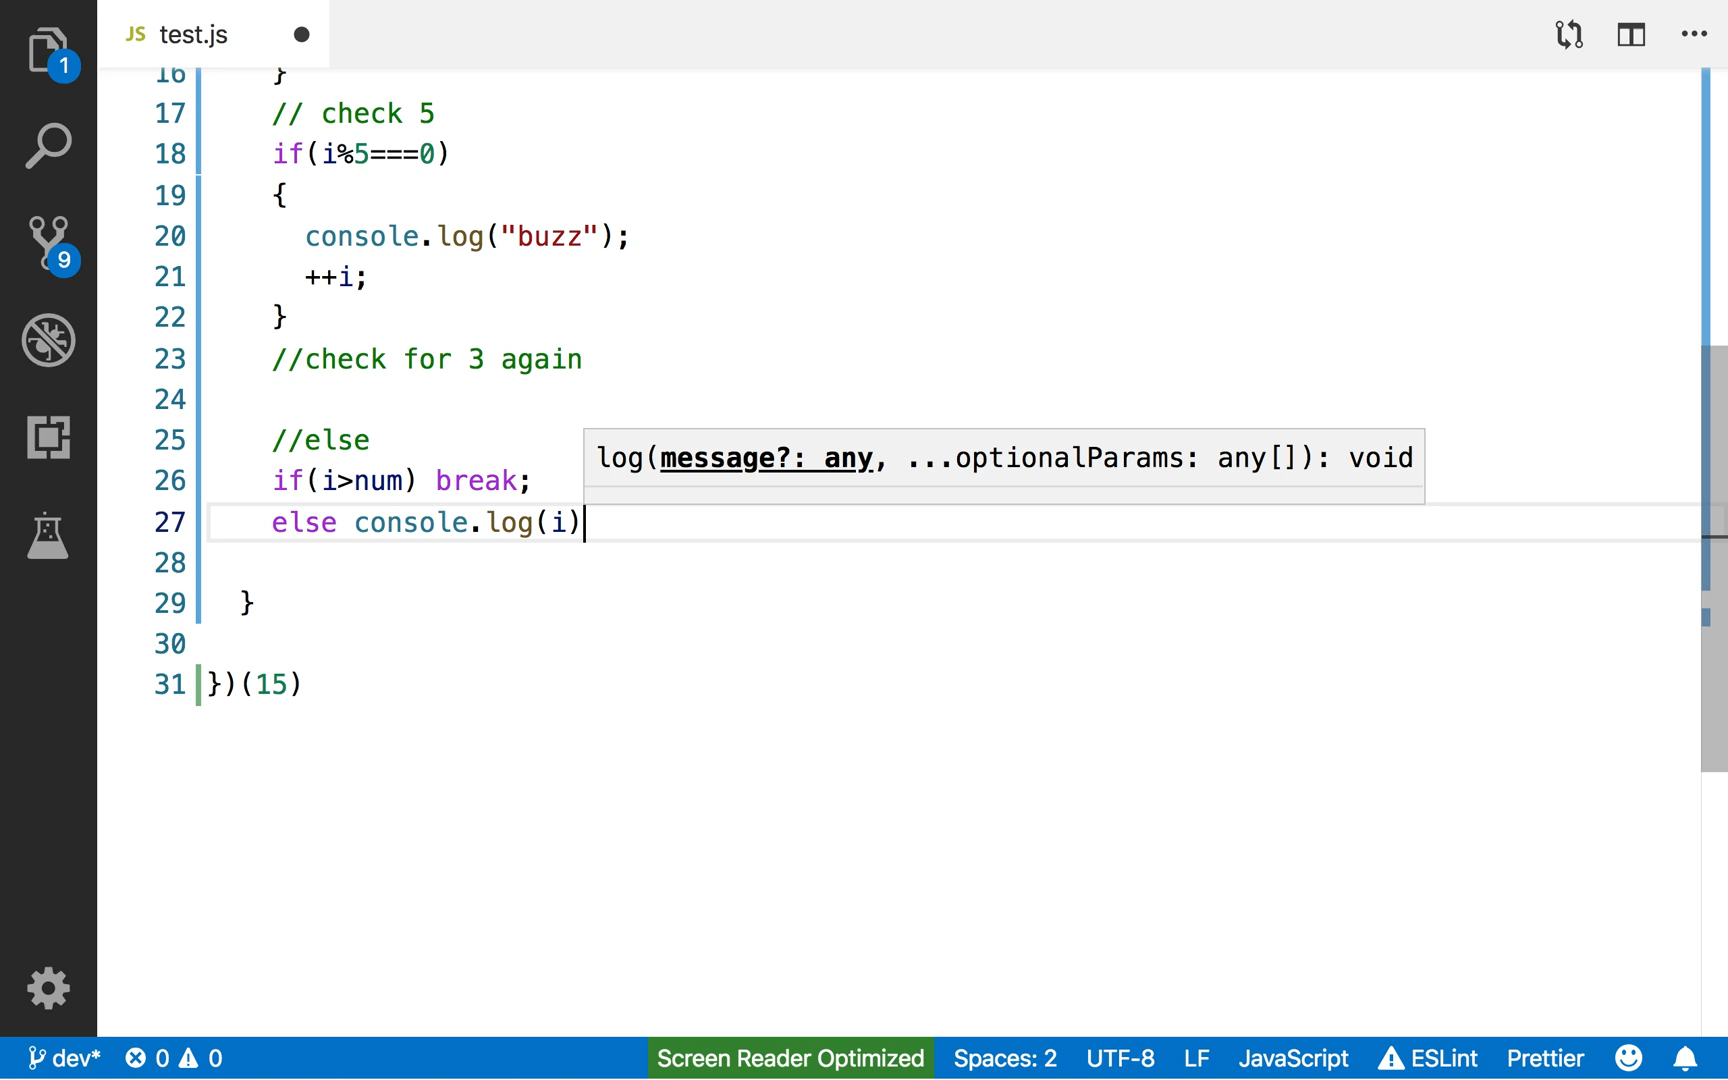 JS test.js
1
16 }
17 // check 5
18 if(i%5===0)
19 {
20 console.log("buzz");
21 ++i;
22 }
23 //check for 3 again
24
25 //else
26 if(i>num) break;
log(message?: any, ...optionalParams: any[]): void
27 else console.log(i)
28
29 }
30
31 })(15)
9
dev* 0 0 Screen Reader Optimized Spaces: 2 UTF-8 LF JavaScript ESLint Prettier